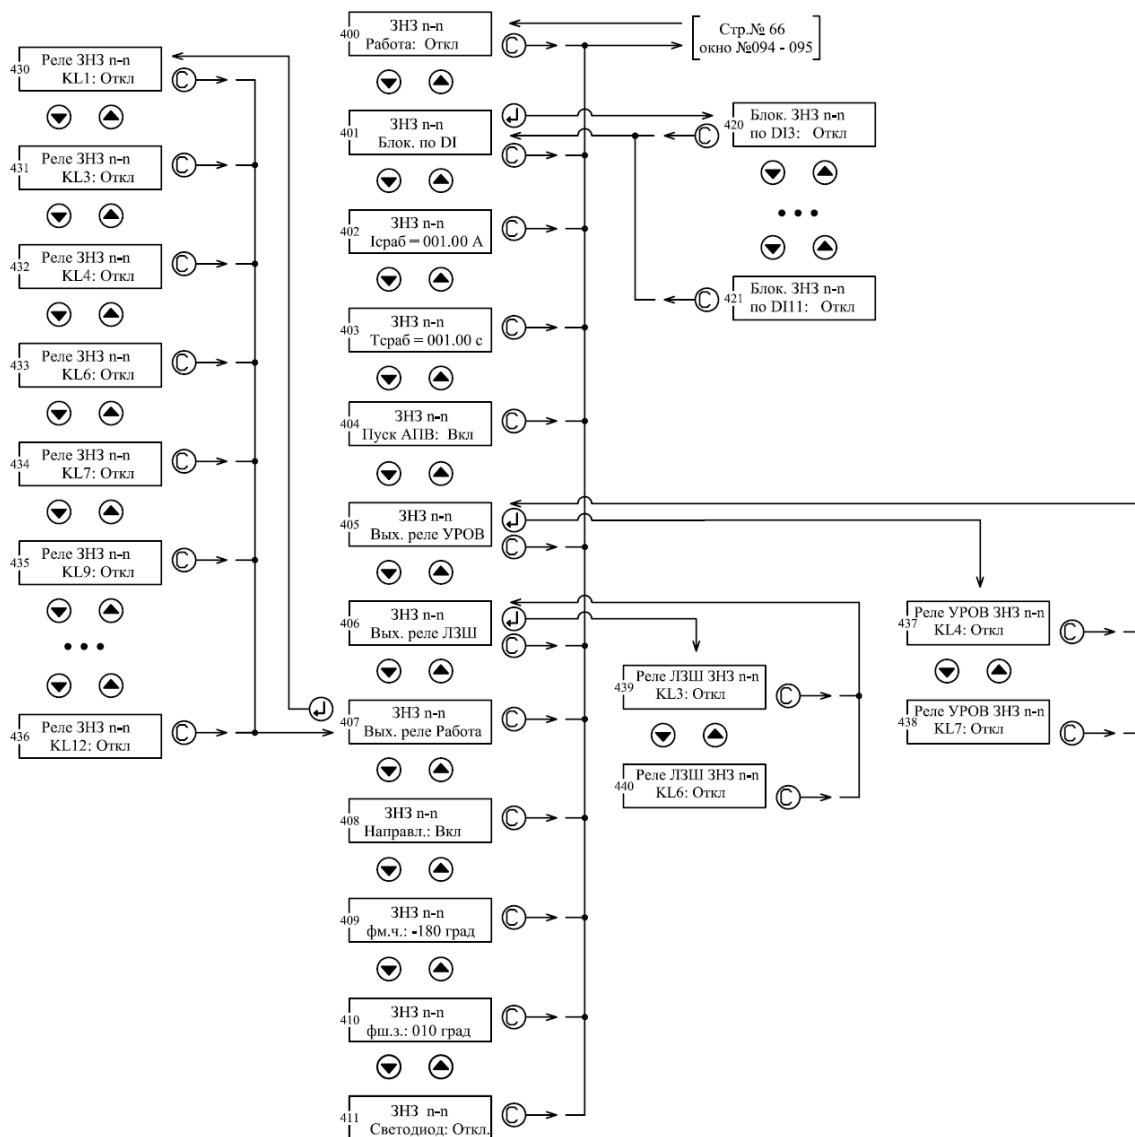 430
Реле ЗНЗ n-n
KL1: Откл
C
431
Реле ЗНЗ n-n
KL3: Откл
C
432
Реле ЗНЗ n-n
KL4: Откл
C
433
Реле ЗНЗ n-n
KL6: Откл
C
434
Реле ЗНЗ n-n
KL7: Откл
C
435
Реле ЗНЗ n-n
KL9: Откл
C
• • •
436
Реле ЗНЗ n-n
KL12: Откл
C
400
ЗНЗ n-n
Работа: Откл
C
Стр.№ 66
окно №094 - 095
401
ЗНЗ n-n
Блок. по DI
C
402
ЗНЗ n-n
Iсраб = 001.00 А
C
403
ЗНЗ n-n
Тсраб = 001.00 с
C
404
ЗНЗ n-n
Пуск АПВ: Вкл
C
405
ЗНЗ n-n
Вых. реле УРОВ
C
406
ЗНЗ n-n
Вых. реле ЛЗШ
C
407
ЗНЗ n-n
Вых. реле Работа
408
ЗНЗ n-n
Направл.: Вкл
C
409
ЗНЗ n-n
фм.ч.: -180 град
C
410
ЗНЗ n-n
фш.з.: 010 град
C
411
ЗНЗ n-n
Светодиод: Откл.
C
420
Блок. ЗНЗ n-n
по DI3: Откл
C
• • •
421
Блок. ЗНЗ n-n
по DI11: Откл
C
439
Реле ЛЗШ ЗНЗ n-n
KL3: Откл
C
440
Реле ЛЗШ ЗНЗ n-n
KL6: Откл
C
437
Реле УРОВ ЗНЗ n-n
KL4: Откл
C
438
Реле УРОВ ЗНЗ n-n
KL7: Откл
C